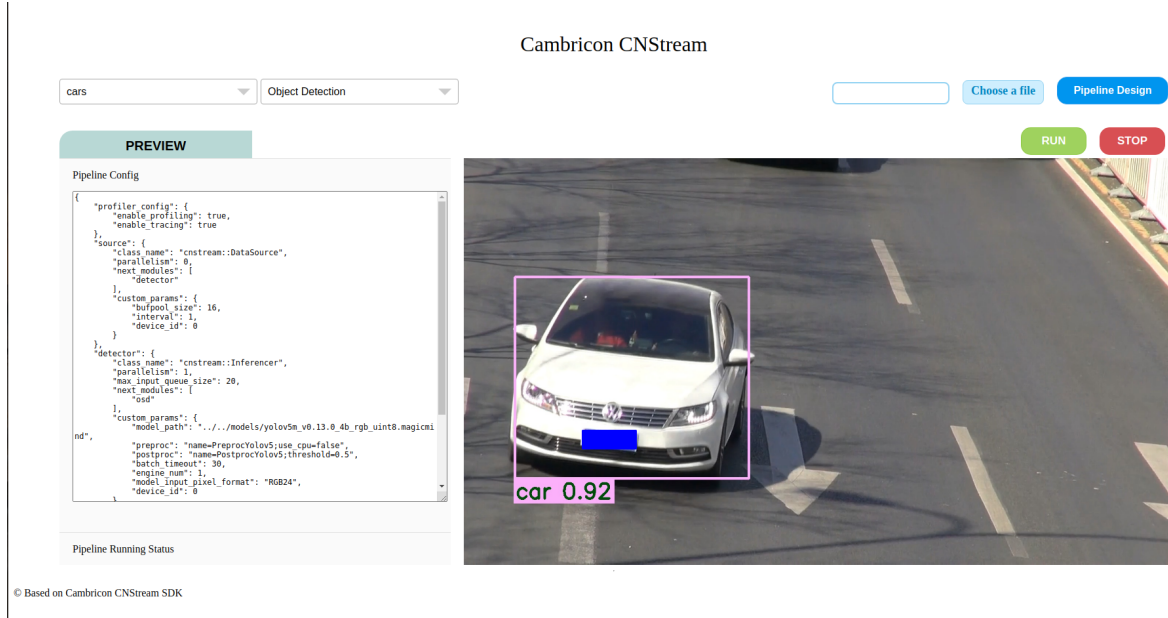 Cambricon CNStream
cars
Object Detection
Choose a file
Pipeline Design
PREVIEW
RUN
STOP
Pipeline Config
{
"profiler_config": {
"enable_profiling": true,
"enable_tracing": true
},
"source": {
"class_name": "cnstream::DataSource",
"parallelism": 0,
"next_modules": [
"detector"
],
"custom_params": {
"bufpool_size": 16,
"interval": 1,
"device_id": 0
}
},
"detector": {
"class_name": "cnstream::Inferencer",
"parallelism": 1,
"max_input_queue_size": 20,
"next_modules": [
"osd"
],
"custom_params": {
"model_path": "../../models/yolov5m_v0.13.0_4b_rgb_uint8.magicmi
nd",
"preproc": "name=PreprocYolov5;use_cpu=false",
"postproc": "name=PostprocYolov5;threshold=0.5",
"batch_timeout": 30,
"engine_num": 1,
"model_input_pixel_format": "RGB24",
"device_id": 0
}
car 0.92
Pipeline Running Status
© Based on Cambricon CNStream SDK